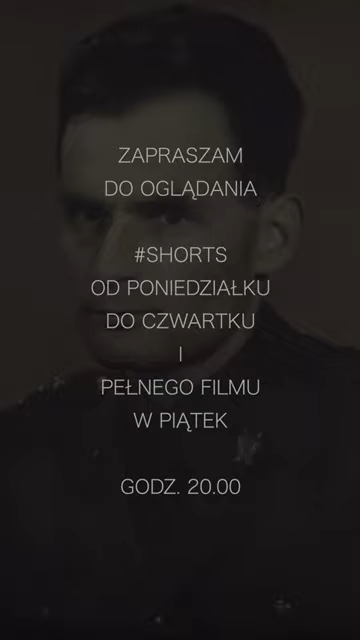 ZAPRASZAM
DO OGLĄDANIA
#SHORTS
OD PONIEDZIAŁKU
DO CZWARTKU
I
PEŁNEGO FILMU
W PIĄTEK
GODZ. 20.00